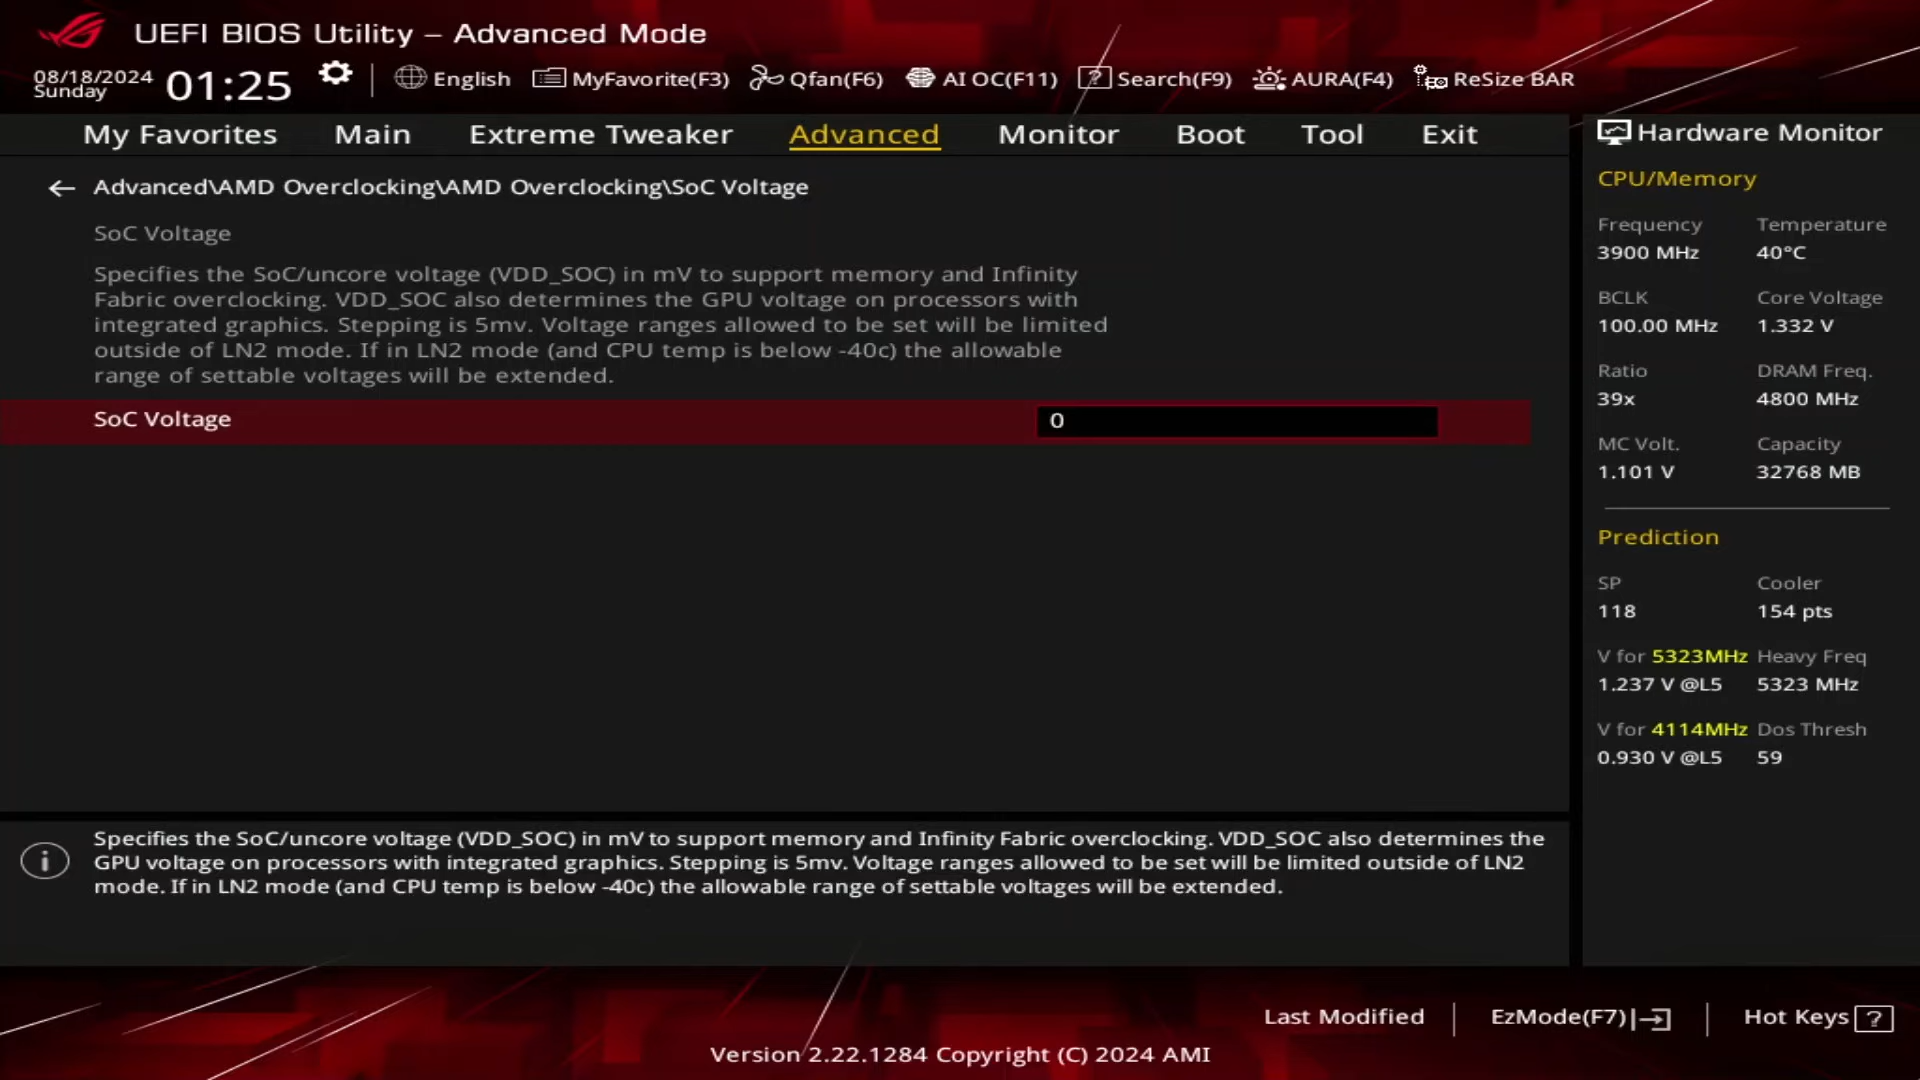 UEFI BIOS Utility – Advanced Mode
08/18/2024
Sunday
01:25
English
MyFavorite(F3)
Qfan(F6)
AI OC(F11)
Search(F9)
AURA(F4)
ReSize BAR
My Favorites
Main
Extreme Tweaker
Advanced
Monitor
Boot
Tool
Exit
Advanced\AMD Overclocking\AMD Overclocking\SoC Voltage
SoC Voltage
Specifies the SoC/uncore voltage (VDD_SOC) in mV to support memory and Infinity
Fabric overclocking. VDD_SOC also determines the GPU voltage on processors with
integrated graphics. Stepping is 5mv. Voltage ranges allowed to be set will be limited
outside of LN2 mode. If in LN2 mode (and CPU temp is below -40c) the allowable
range of settable voltages will be extended.
SoC Voltage
0
Specifies the SoC/uncore voltage (VDD_SOC) in mV to support memory and Infinity Fabric overclocking. VDD_SOC also determines the
GPU voltage on processors with integrated graphics. Stepping is 5mv. Voltage ranges allowed to be set will be limited outside of LN2
mode. If in LN2 mode (and CPU temp is below -40c) the allowable range of settable voltages will be extended.
Hardware Monitor
CPU/Memory
Frequency Temperature
3900 MHz 40°C
BCLK Core Voltage
100.00 MHz 1.332 V
Ratio DRAM Freq.
39x 4800 MHz
MC Volt. Capacity
1.101 V 32768 MB
Prediction
SP Cooler
118 154 pts
V for 5323MHz Heavy Freq
1.237 V @L5 5323 MHz
V for 4114MHz Dos Thresh
0.930 V @L5 59
Last Modified
EzMode(F7)
Hot Keys ?
Version 2.22.1284 Copyright (C) 2024 AMI